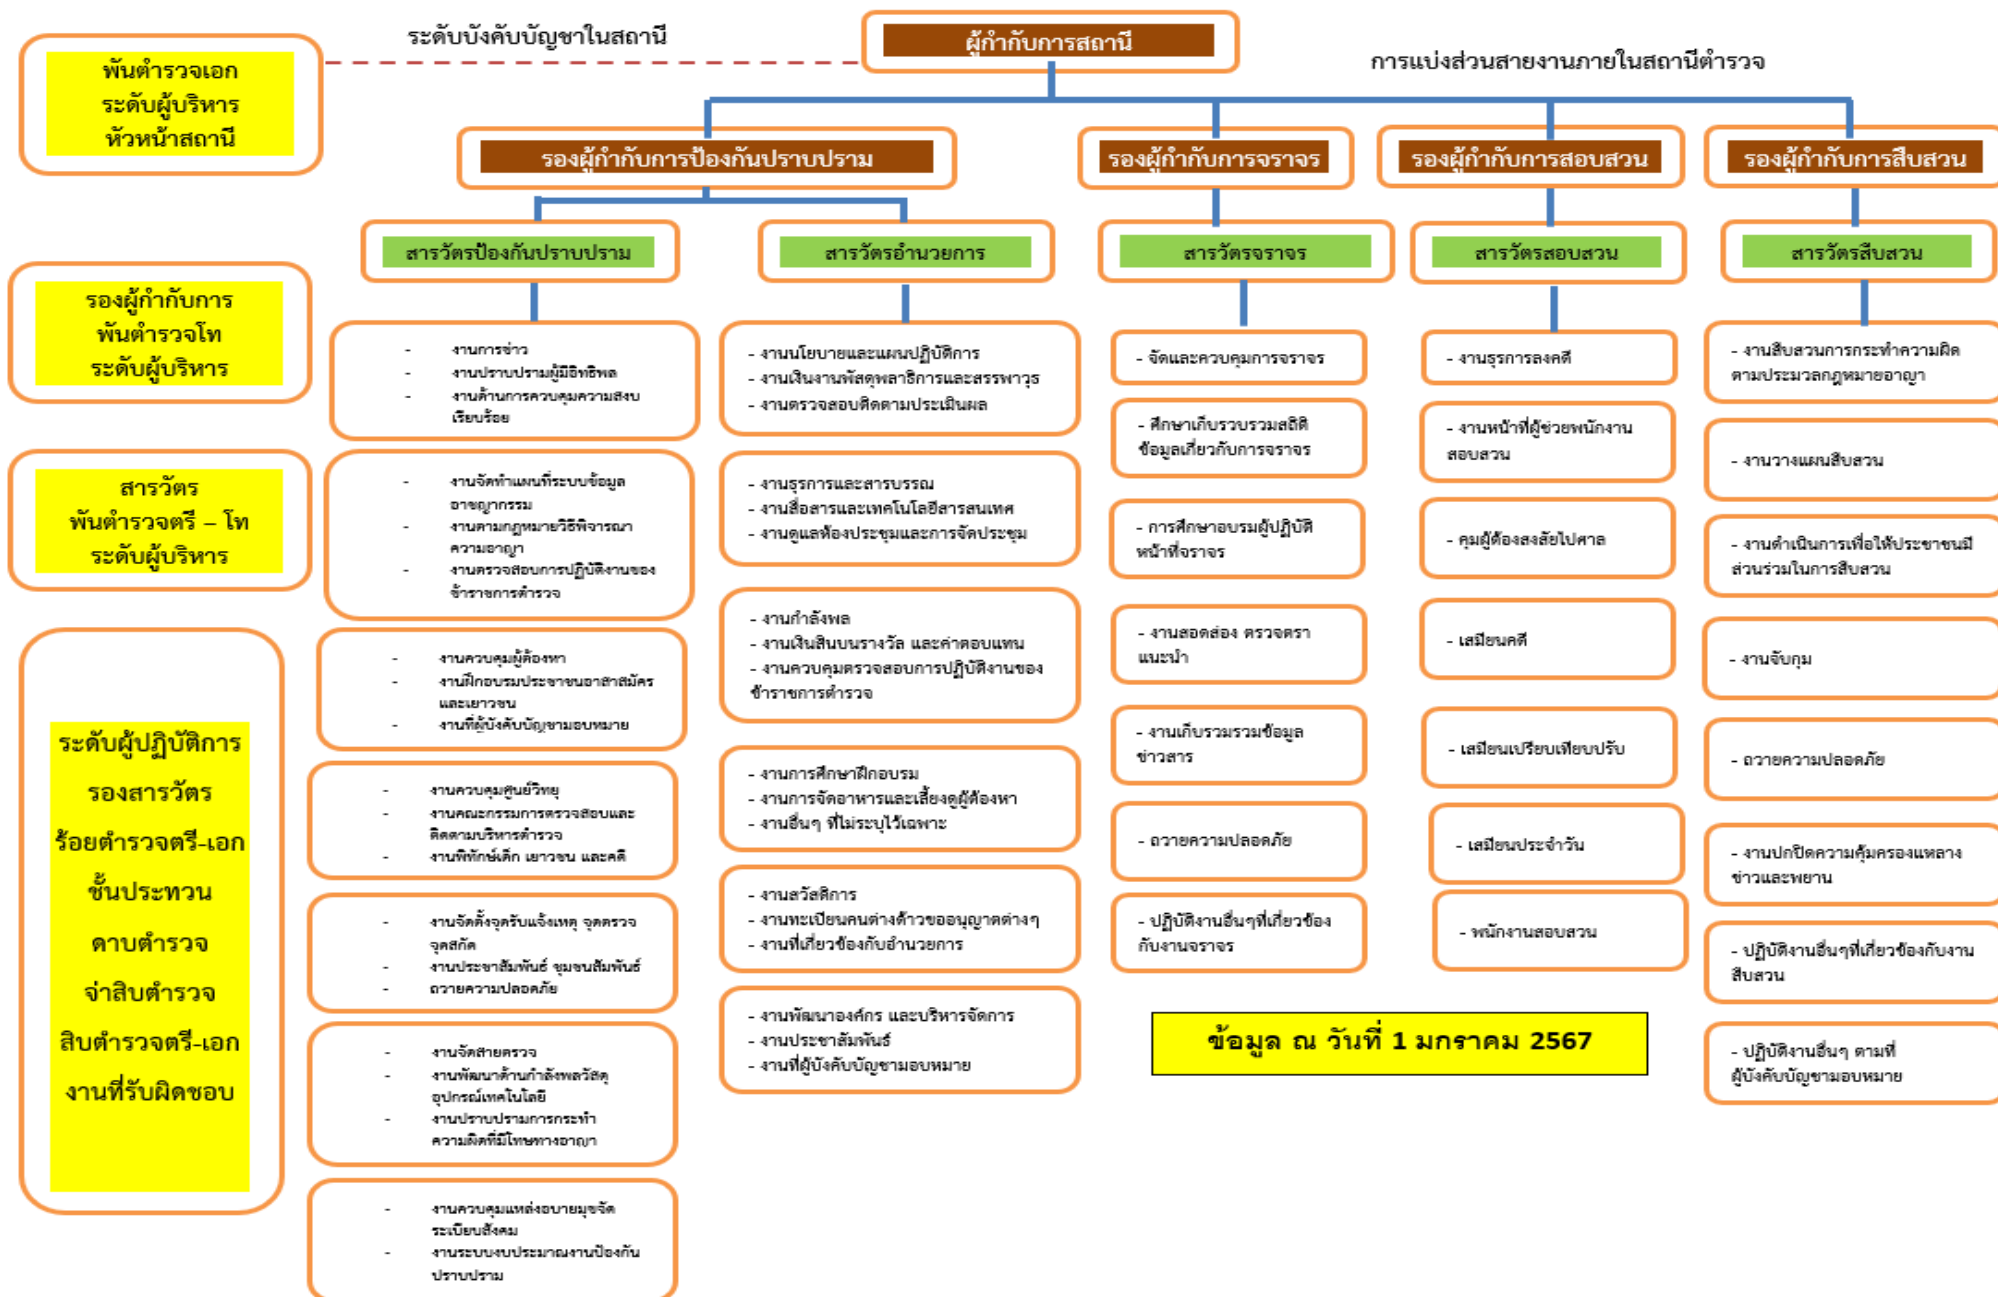 ระดับบังคับบัญชาในสถานี
ผู้กำกับการสถานี
การแบ่งส่วนสายงานภายในสถานีตำรวจ
พันตำรวจเอก
ระดับผู้บริหาร
หัวหน้าสถานี
รองผู้กำกับการป้องกันปราบปราม
รองผู้กำกับการจราจร
รองผู้กำกับการสอบสวน
รองผู้กำกับการสืบสวน
สารวัตรป้องกันปราบปราม
สารวัตรอำนวยการ
สารวัตรจราจร
สารวัตรสอบสวน
สารวัตรสืบสวน
รองผู้กำกับการ
พันตำรวจโท
ระดับผู้บริหาร
สารวัตร
พันตำรวจตรี – โท
ระดับผู้บริหาร
ระดับผู้ปฏิบัติการ
รองสารวัตร
ร้อยตำรวจตรี-เอก
ชั้นประทวน
ดาบตำรวจ
จ่าสิบตำรวจ
สิบตำรวจตรี-เอก
งานที่รับผิดชอบ
- งานการข่าว
- งานปราบปรามผู้มีอิทธิพล
- งานด้านการควบคุมความสงบ
เรียบร้อย
- งานจัดทำแผนที่ระบบข้อมูล
อาชญากรรม
- งานตามกฎหมายวิธีพิจารณา
ความอาญา
- งานตรวจสอบการปฏิบัติงานของ
ข้าราชการตำรวจ
- งานควบคุมผู้ต้องหา
- งานฝึกอบรมประชาชนอาสาสมัคร
และเยาวชน
- งานที่ผู้บังคับบัญชามอบหมาย
- งานควบคุมศูนย์วิทยุ
- งานคณะกรรมการตรวจสอบและ
ติดตามบริหารตำรวจ
- งานพิทักษ์เด็ก เยาวชน และคดี
- งานจัดตั้งจุดรับแจ้งเหตุ จุดตรวจ
จุดสกัด
- งานประชาสัมพันธ์ ชุมชนสัมพันธ์
- ถวายความปลอดภัย
- งานจัดสายตรวจ
- งานพัฒนาด้านกำลังพลวัสดุ
อุปกรณ์เทคโนโลยี
- งานปราบปรามการกระทำ
ความผิดที่มีโทษทางอาญา
- งานควบคุมแหล่งอบายมุขจัด
ระเบียบสังคม
- งานระบบงบประมาณงานป้องกัน
ปราบปราม
- งานนโยบายและแผนปฏิบัติการ
- งานเงินงานพัสดุพลาธิการและสรรพาวุธ
- งานตรวจสอบติดตามประเมินผล
- งานธุรการและสารบรรณ
- งานสื่อสารและเทคโนโลยีสารสนเทศ
- งานดูแลห้องประชุมและการจัดประชุม
- งานกำลังพล
- งานเงินสินบนรางวัล และค่าตอบแทน
- งานควบคุมตรวจสอบการปฏิบัติงานของ
ข้าราชการตำรวจ
- งานการศึกษาฝึกอบรม
- งานการจัดอาหารและเลี้ยงดูผู้ต้องหา
- งานอื่นๆ ที่ไม่ระบุไว้เฉพาะ
- งานสวัสดิการ
- งานทะเบียนคนต่างด้าวขออนุญาตต่างๆ
- งานที่เกี่ยวข้องกับอำนวยการ
- งานพัฒนาองค์กร และบริหารจัดการ
- งานประชาสัมพันธ์
- งานที่ผู้บังคับบัญชามอบหมาย
- จัดและควบคุมการจราจร
- ศึกษาเก็บรวบรวมสถิติ
ข้อมูลเกี่ยวกับการจราจร
- การศึกษาอบรมผู้ปฏิบัติ
หน้าที่จราจร
- งานสอดส่อง ตรวจตรา
แนะนำ
- งานเก็บรวมรวมข้อมูล
ข่าวสาร
- ถวายความปลอดภัย
- ปฏิบัติงานอื่นๆที่เกี่ยวข้อง
กับงานจราจร
- งานธุรการลงคดี
- งานหน้าที่ผู้ช่วยพนักงาน
สอบสวน
- คุมผู้ต้องสงสัยไปศาล
- เสมียนคดี
- เสมียนเปรียบเทียบปรับ
- เสมียนประจำวัน
- พนักงานสอบสวน
- งานสืบสวนการกระทำความผิด
ตามประมวลกฎหมายอาญา
- งานวางแผนสืบสวน
- งานดำเนินการเพื่อให้ประชาชนมี
ส่วนร่วมในการสืบสวน
- งานจับกุม
- ถวายความปลอดภัย
- งานปกปิดความคุ้มครองแหลาง
ข่าวและพยาน
- ปฏิบัติงานอื่นๆที่เกี่ยวข้องกับงาน
สืบสวน
- ปฏิบัติงานอื่นๆ ตามที่
ผู้บังคับบัญชามอบหมาย
ข้อมูล ณ วันที่ 1 มกราคม 2567